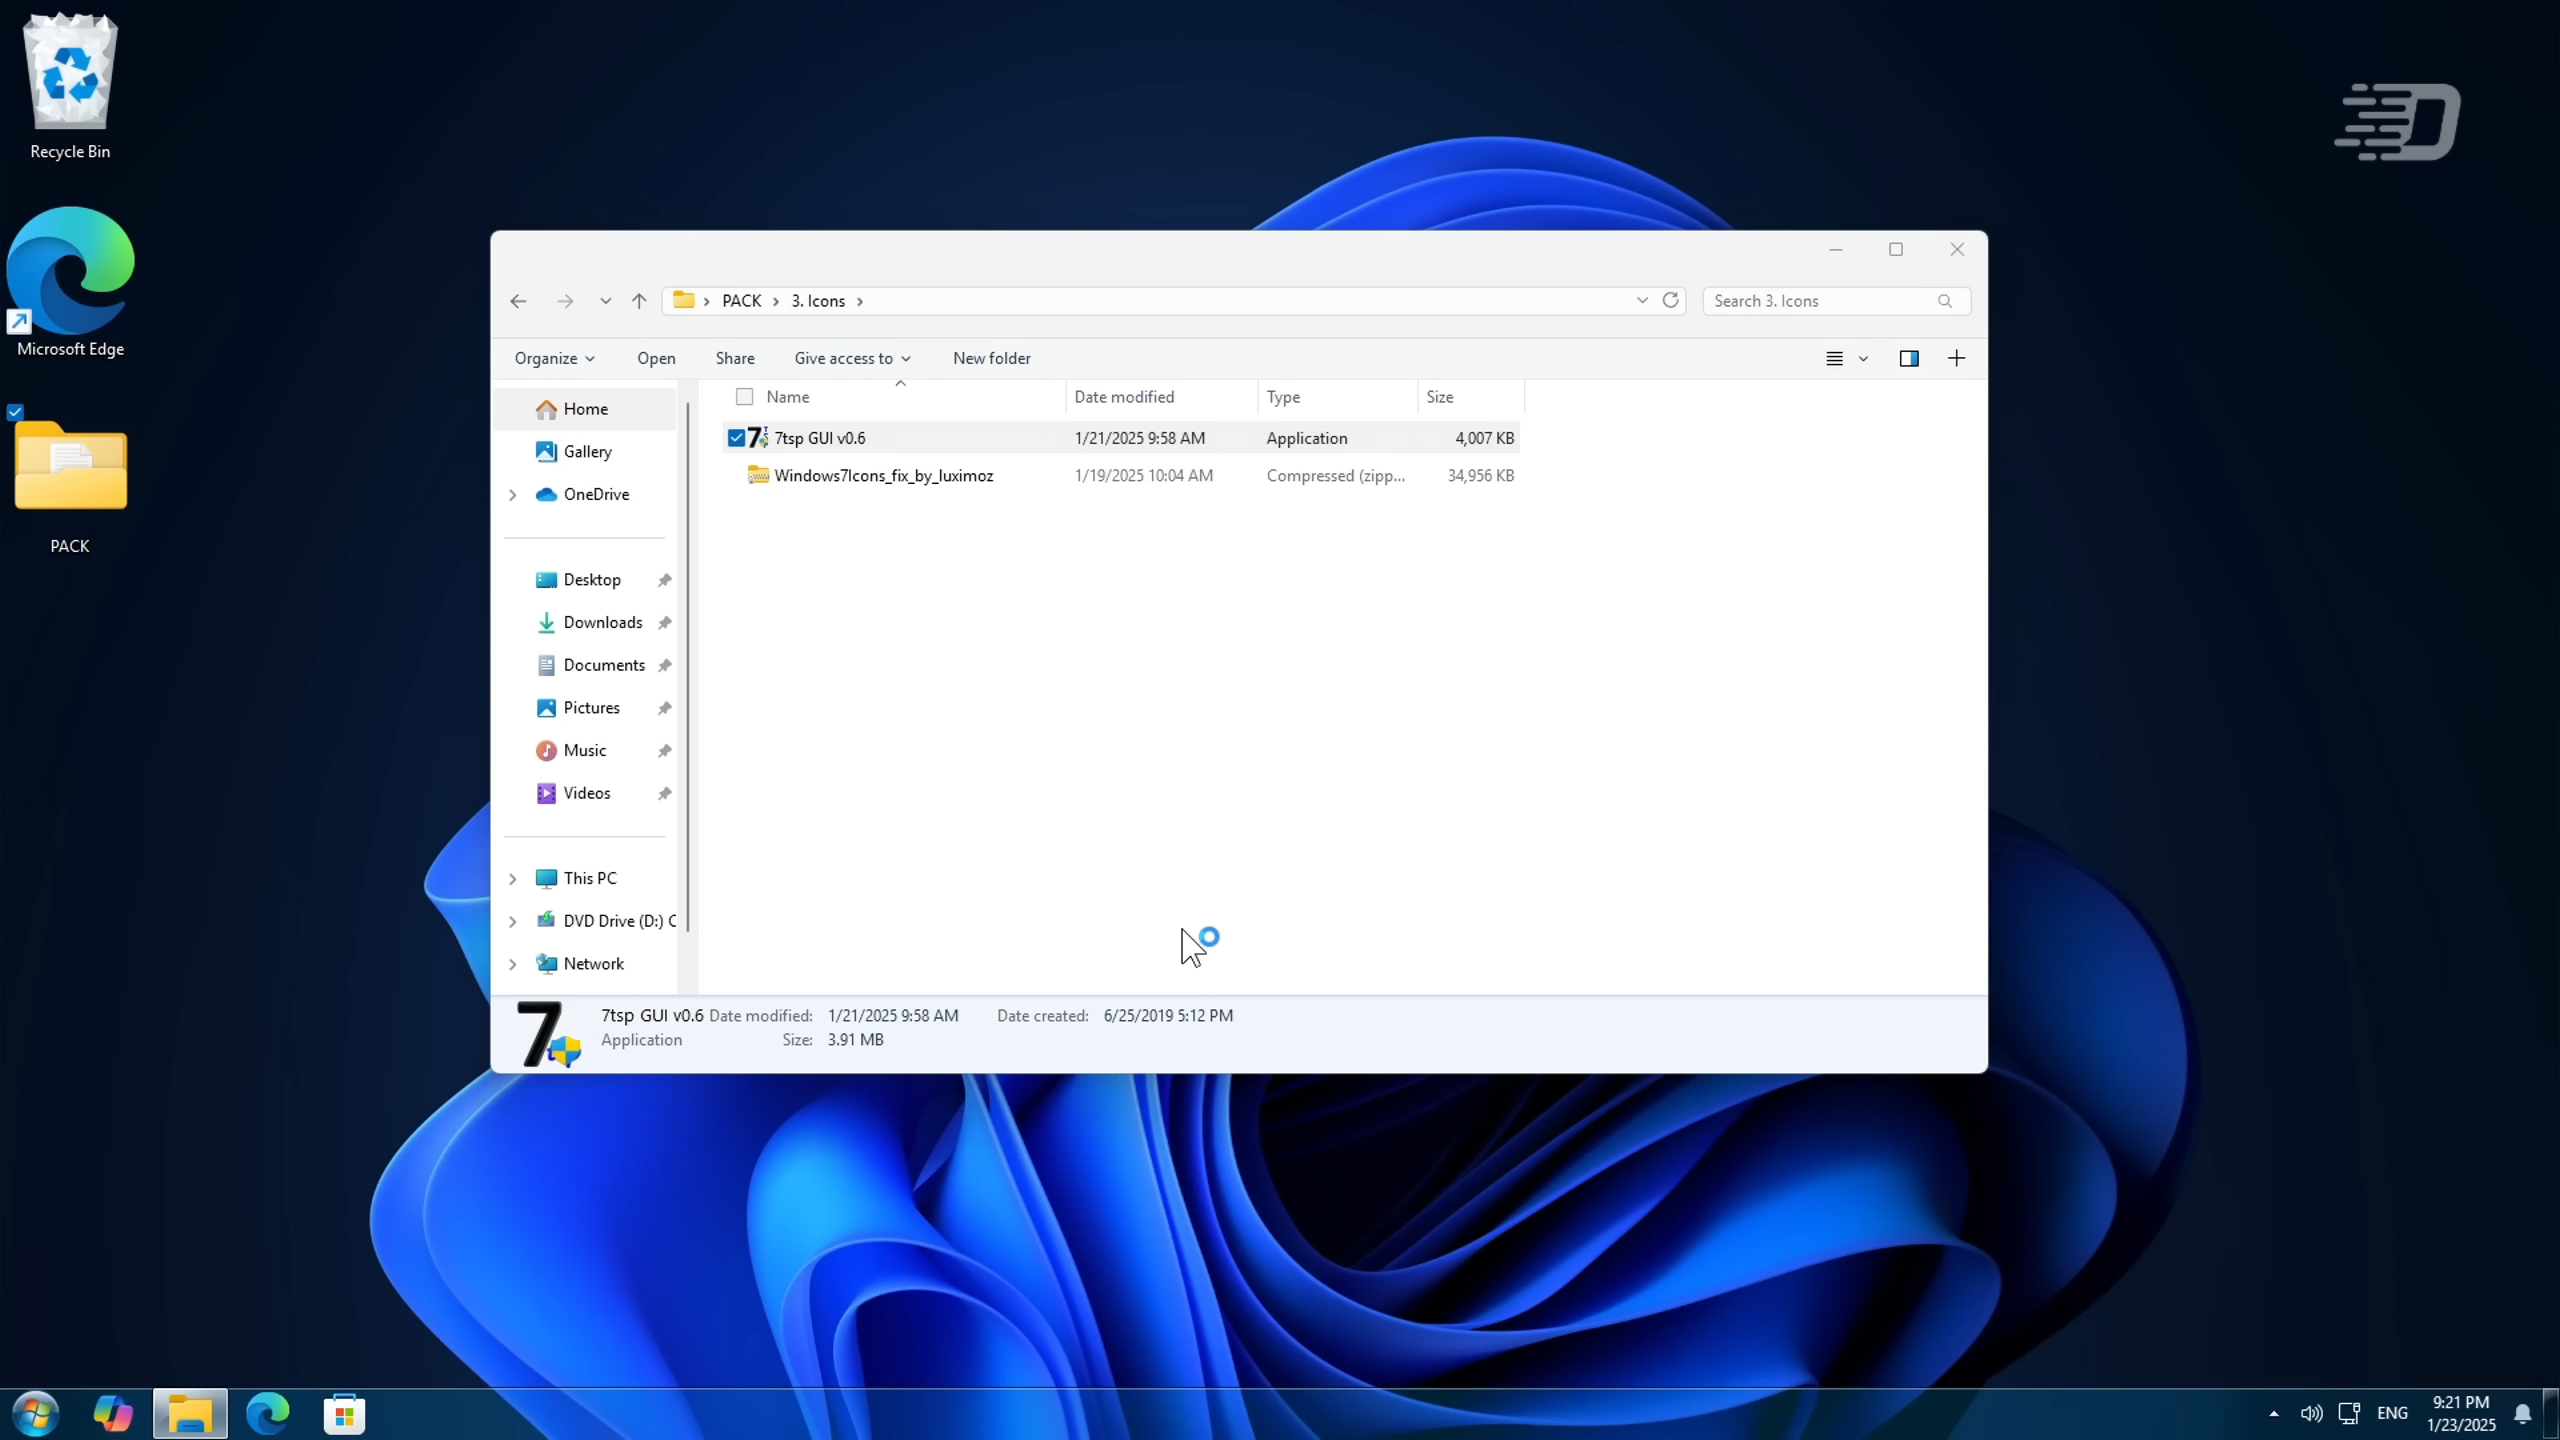 Recycle Bin
Microsoft Edge
PACK
PACK
3. Icons
Search 3. Icons
Organize
Open
Share
Give access to
New folder
Name
Date modified
Type
Size
7tsp GUI v0.6
1/21/2025 9:58 AM
Application
4,007 KB
Windows7Icons_fix_by_luximoz
1/19/2025 10:04 AM
Compressed (zipp...
34,956 KB
Home
Gallery
OneDrive
Desktop
Downloads
Documents
Pictures
Music
Videos
This PC
DVD Drive (D:) C
Network
7tsp GUI v0.6 Date modified: 1/21/2025 9:58 AM Date created: 6/25/2019 5:12 PM
Application Size: 3.91 MB
ENG
9:21 PM
1/23/2025